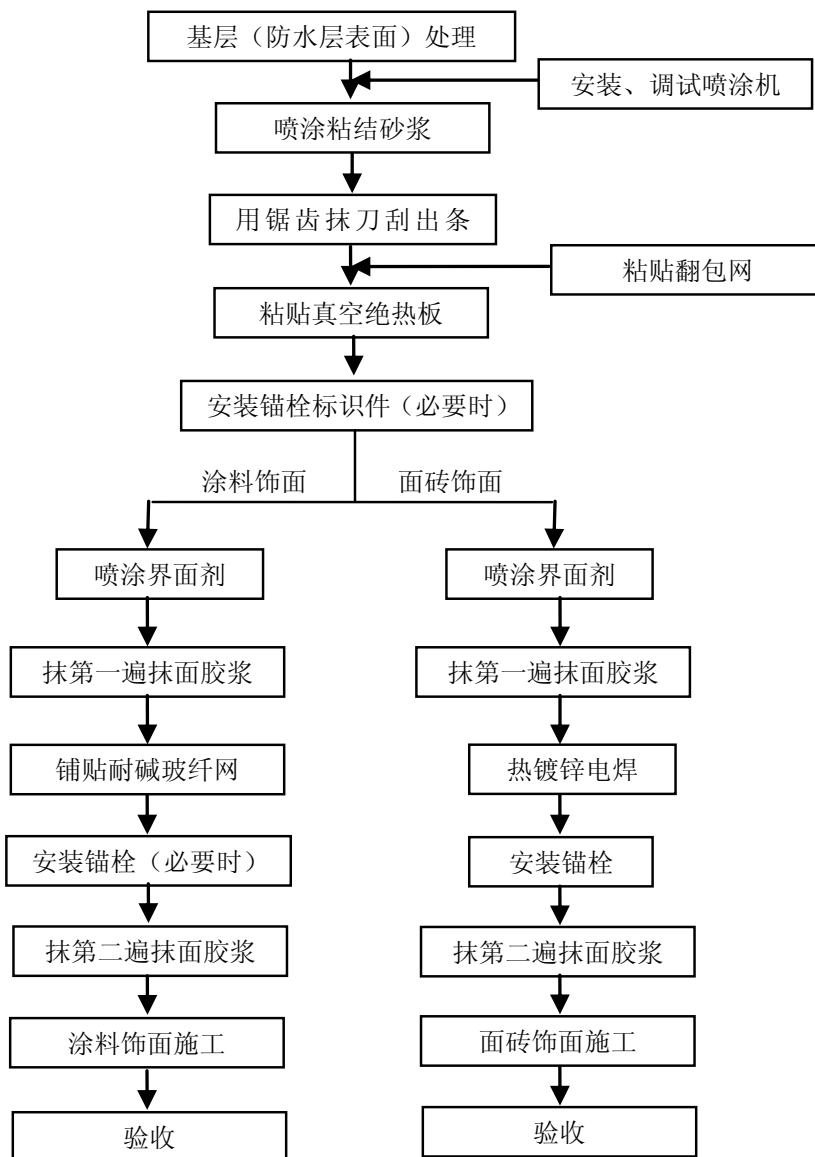 基层（防水层表面）处理
安装、调试喷涂机
喷涂粘结砂浆
用锯齿抹刀刮出条
粘贴翻包网
粘贴真空绝热板
安装锚栓标识件（必要时）
涂料饰面
面砖饰面
喷涂界面剂
喷涂界面剂
抹第一遍抹面胶浆
抹第一遍抹面胶浆
铺贴耐碱玻纤网
热镀锌电焊
安装锚栓（必要时）
安装锚栓
抹第二遍抹面胶浆
抹第二遍抹面胶浆
涂料饰面施工
面砖饰面施工
验收
验收